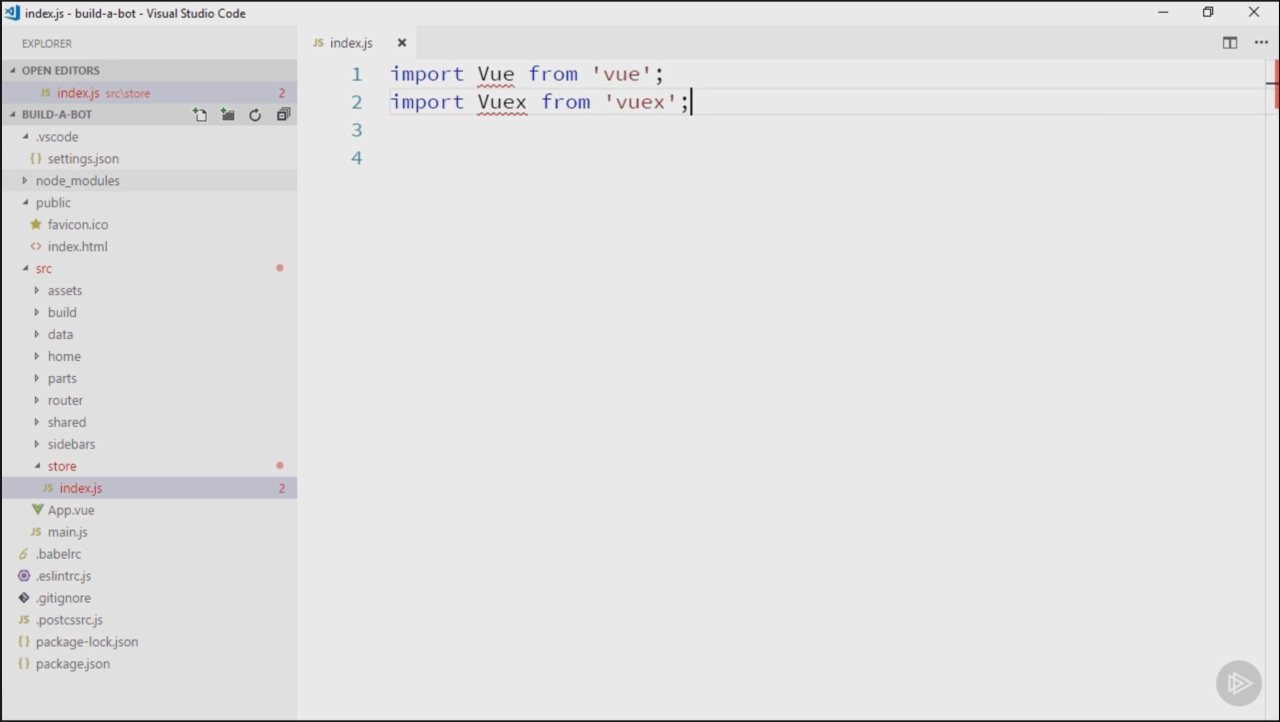 index.js - build-a-bot - Visual Studio Code
EXPLORER
OPEN EDITORS
JS index.js src\store 2
BUILD-A-BOT
.vscode
{} settings.json
node_modules
public
favicon.ico
<> index.html
src
assets
build
data
home
parts
router
shared
sidebars
store
JS index.js 2
App.vue
JS main.js
.babelrc
.eslintrc.js
.gitignore
JS .postcssrc.js
{} package-lock.json
{} package.json
JS index.js
1 import Vue from 'vue';
2 import Vuex from 'vuex';
3
4